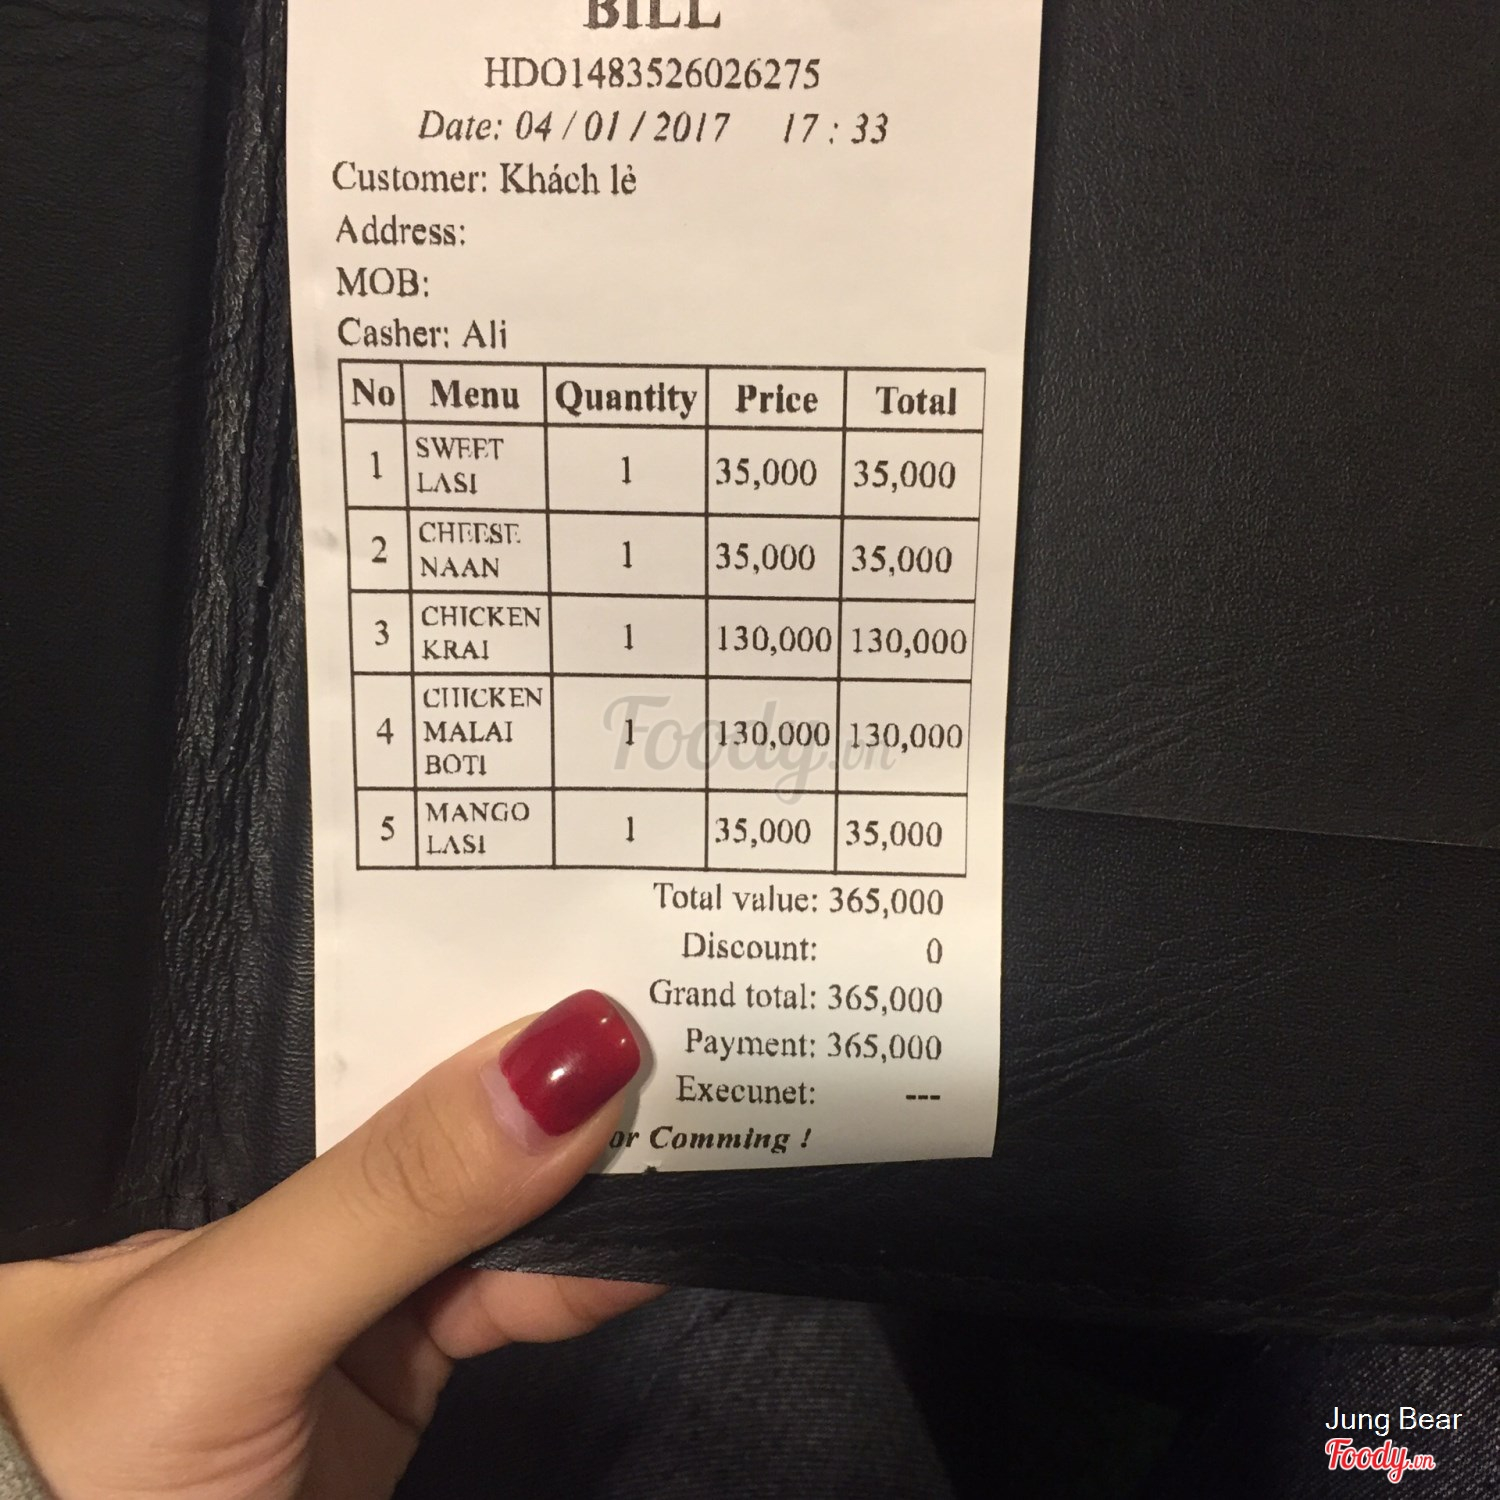 BILL
HDO1483526026275
Date: 04 / 01 / 2017 17 : 33
Customer: Khách lẻ
Address:
MOB:
Casher: Ali
No Menu Quantity Price Total
1 SWEET LASI 1 35,000 35,000
2 CHEESE NAAN 1 35,000 35,000
3 CHICKEN KRAI 1 130,000 130,000
4 CHICKEN MALAI BOTI 1 130,000 130,000
5 MANGO LASI 1 35,000 35,000
Total value: 365,000
Discount: 0
Grand total: 365,000
Payment: 365,000
Execunet: ---
or Comming !
Foody.vn
Jung Bear
Foody.vn